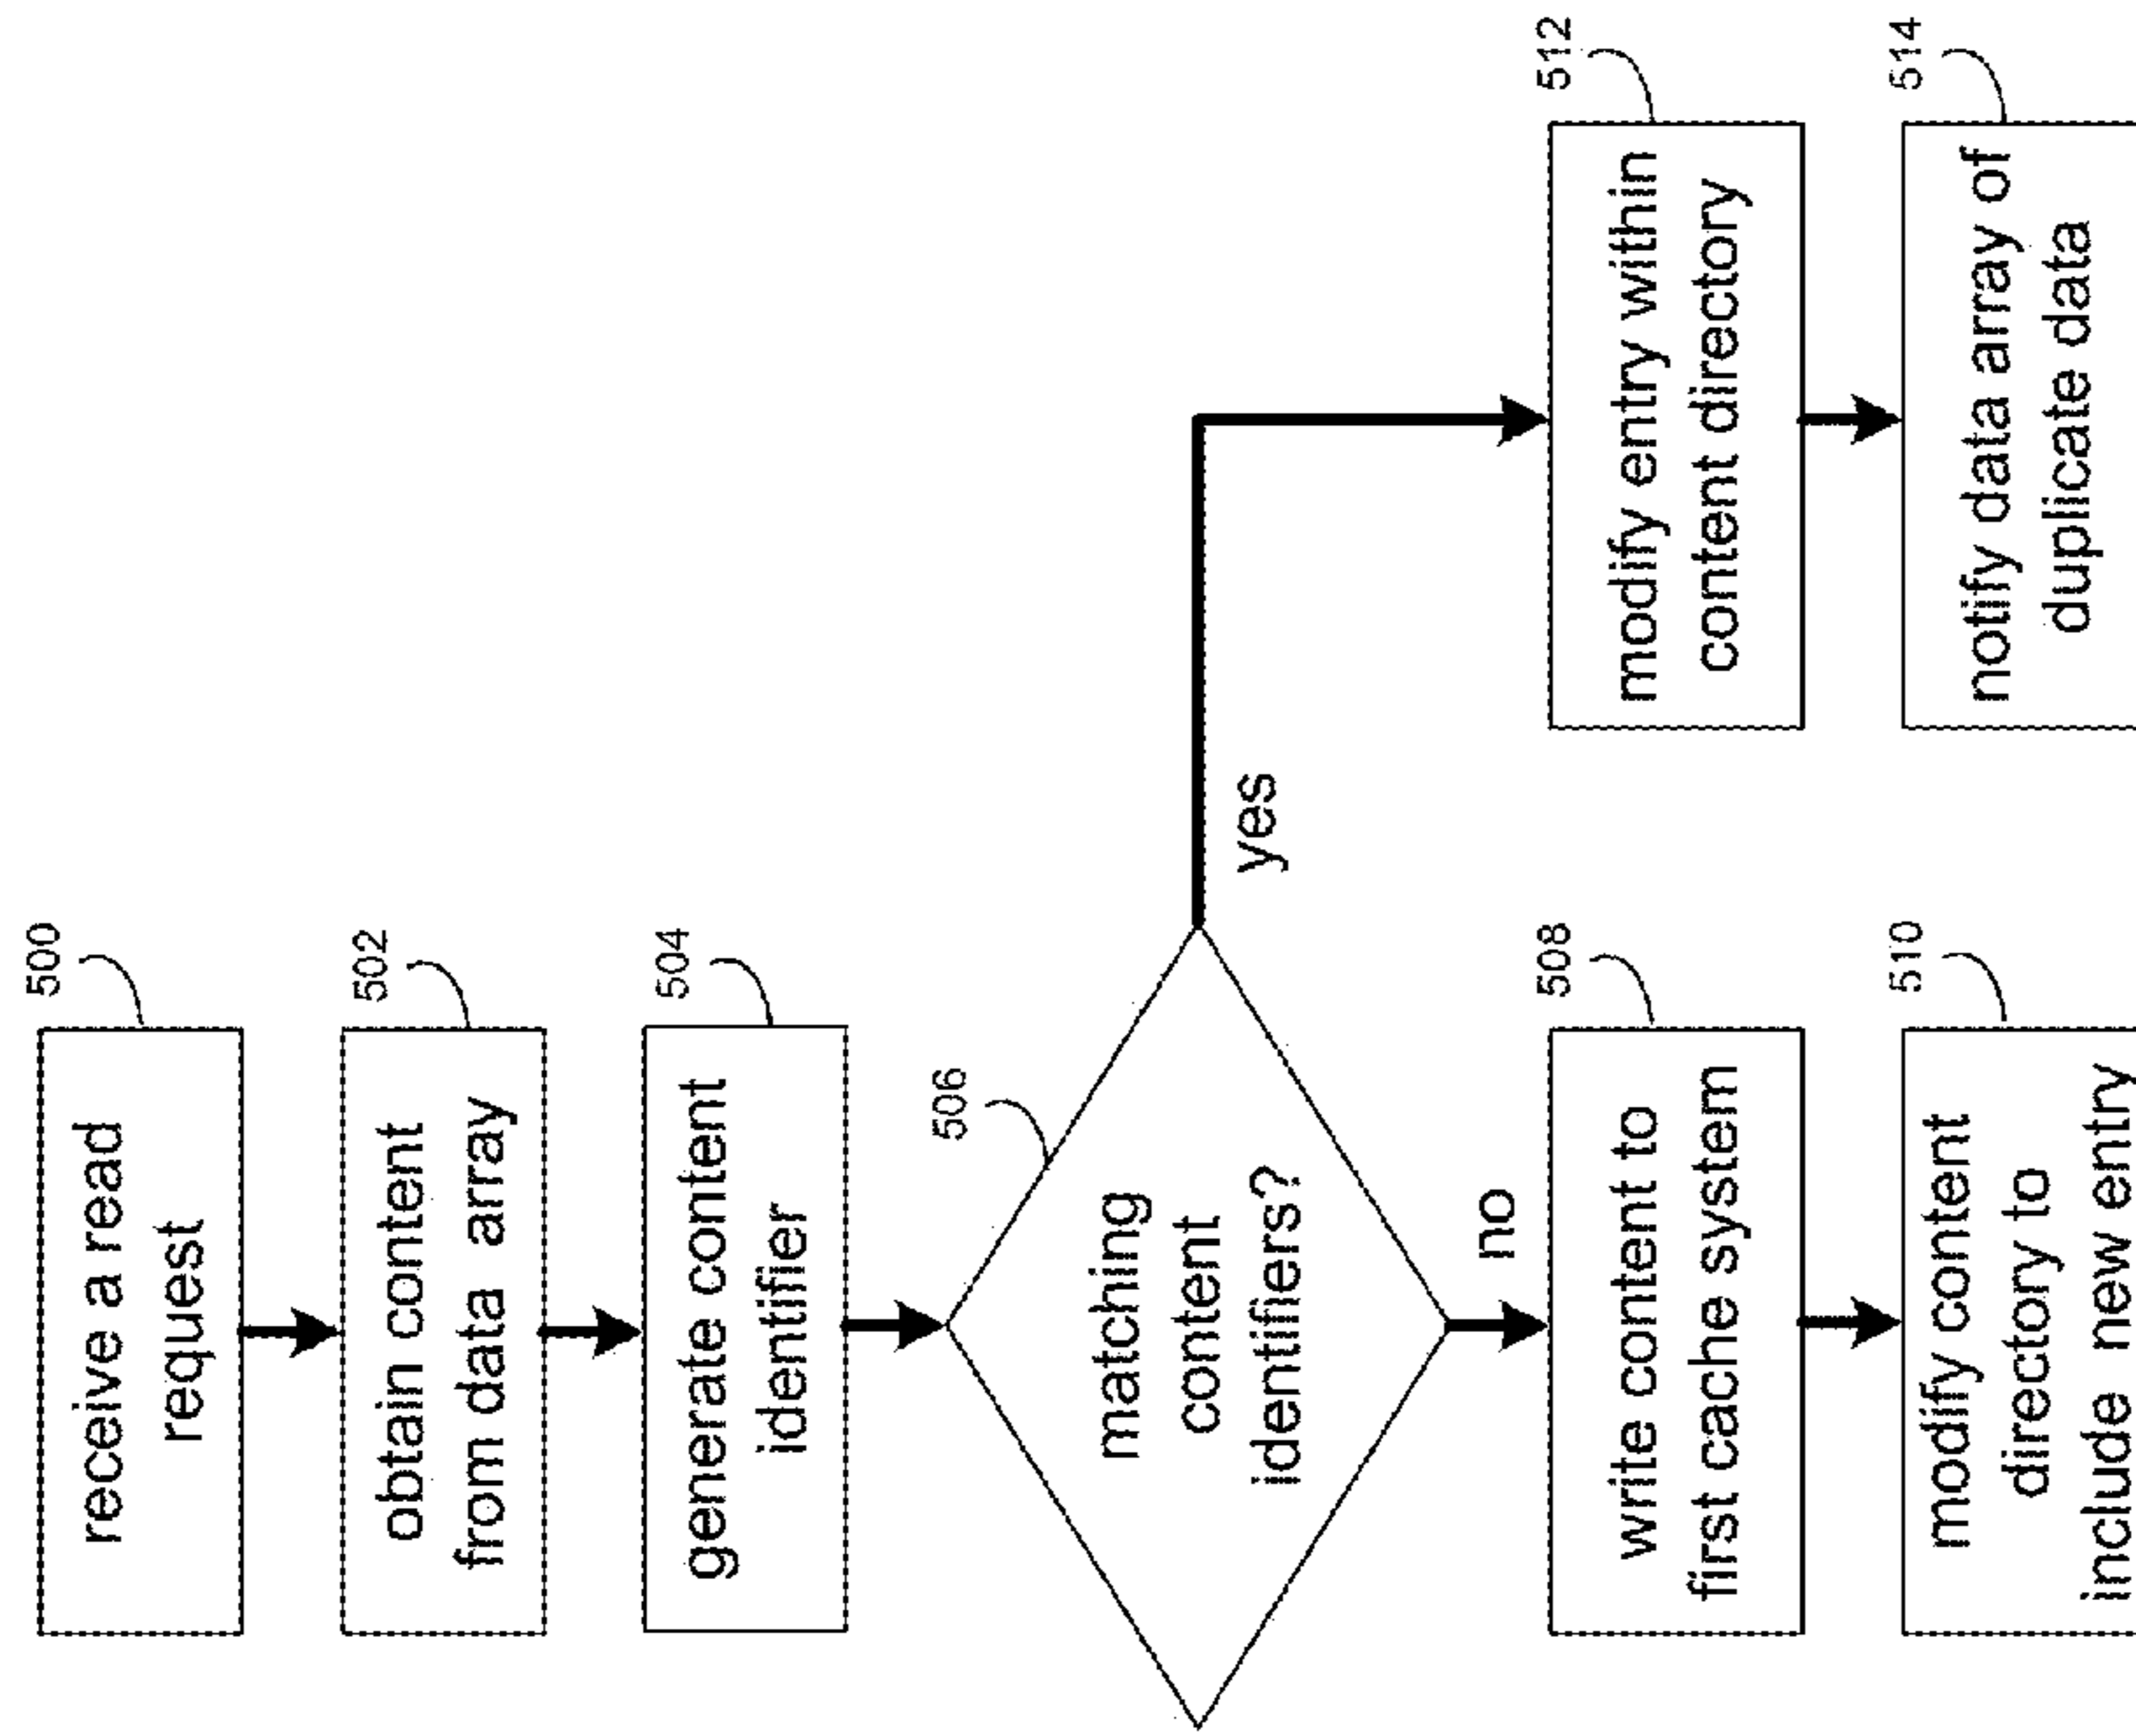 500
receive a read
request
502
obtain content
from data array
504
generate content
identifier
506
matching
content
identifiers?
yes
no
508
write content to
first cache system
510
modify content
directory to
include new entry
512
modify entry within
content directory
514
notify data array of
duplicate data